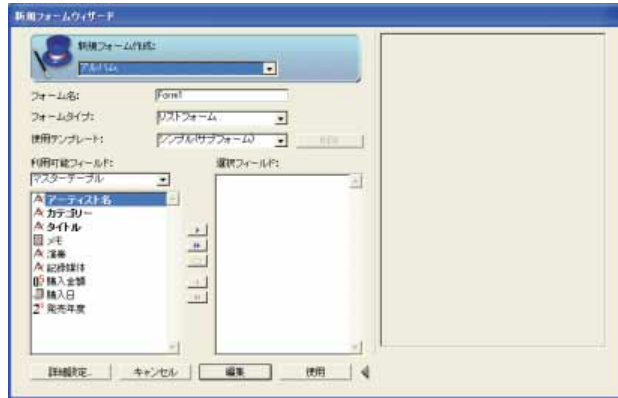 新規フォームウィザード
新規フォーム作成:
アルバム
フォーム名:
Form1
フォームタイプ:
リストフォーム
使用テンプレート:
シンプル(サブフォーム)
利用可能フィールド:
選択フィールド:
マスターテーブル
アーティスト名
カテゴリー
タイトル
メモ
演奏
記録媒体
購入金額
購入日
発売年度
詳細設定...
キャンセル
編集
使用